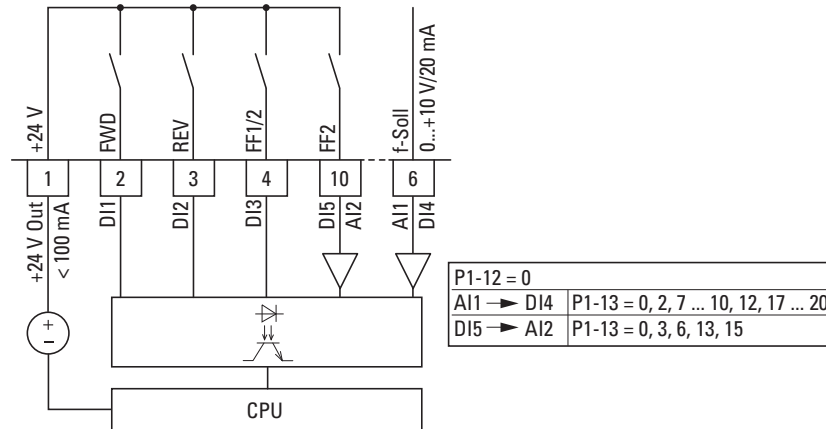 +24 V
FWD
REV
FF1/2
FF2
f-Soll
0...+10 V/20 mA
1
2
3
4
10
6
+24 V Out
< 100 mA
DI1
DI2
DI3
DI5
AI2
AI1
DI4
+
−
CPU
P1-12 = 0
AI1 → DI4 P1-13 = 0, 2, 7 ... 10, 12, 17 ... 20
DI5 → AI2 P1-13 = 0, 3, 6, 13, 15